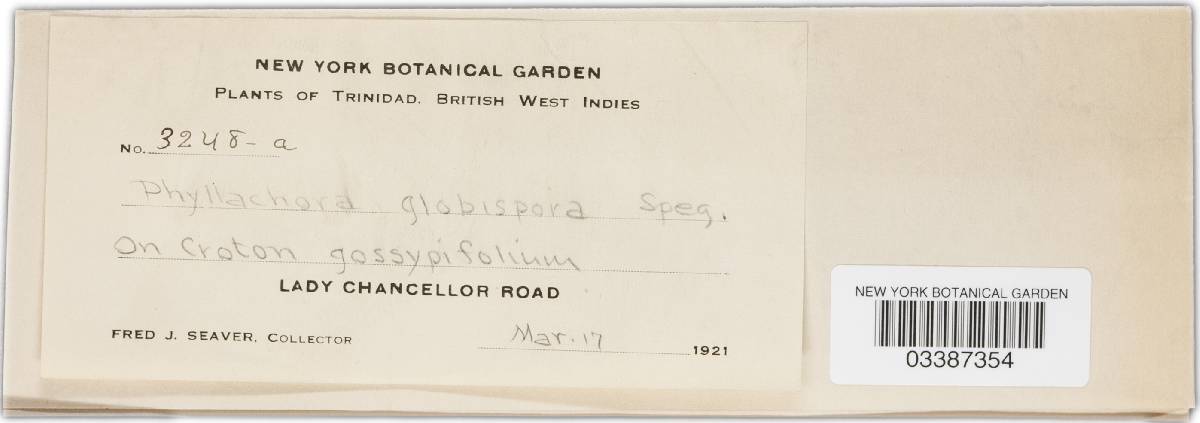 NEW YORK BOTANICAL GARDEN
PLANTS OF TRINIDAD, BRITISH WEST INDIES
No. 3248-a
Phyllachora globispora Speg.
On Croton gossypifolium
LADY CHANCELLOR ROAD
FRED J. SEAVER, COLLECTOR Mar. 17 1921
NEW YORK BOTANICAL GARDEN
03387354